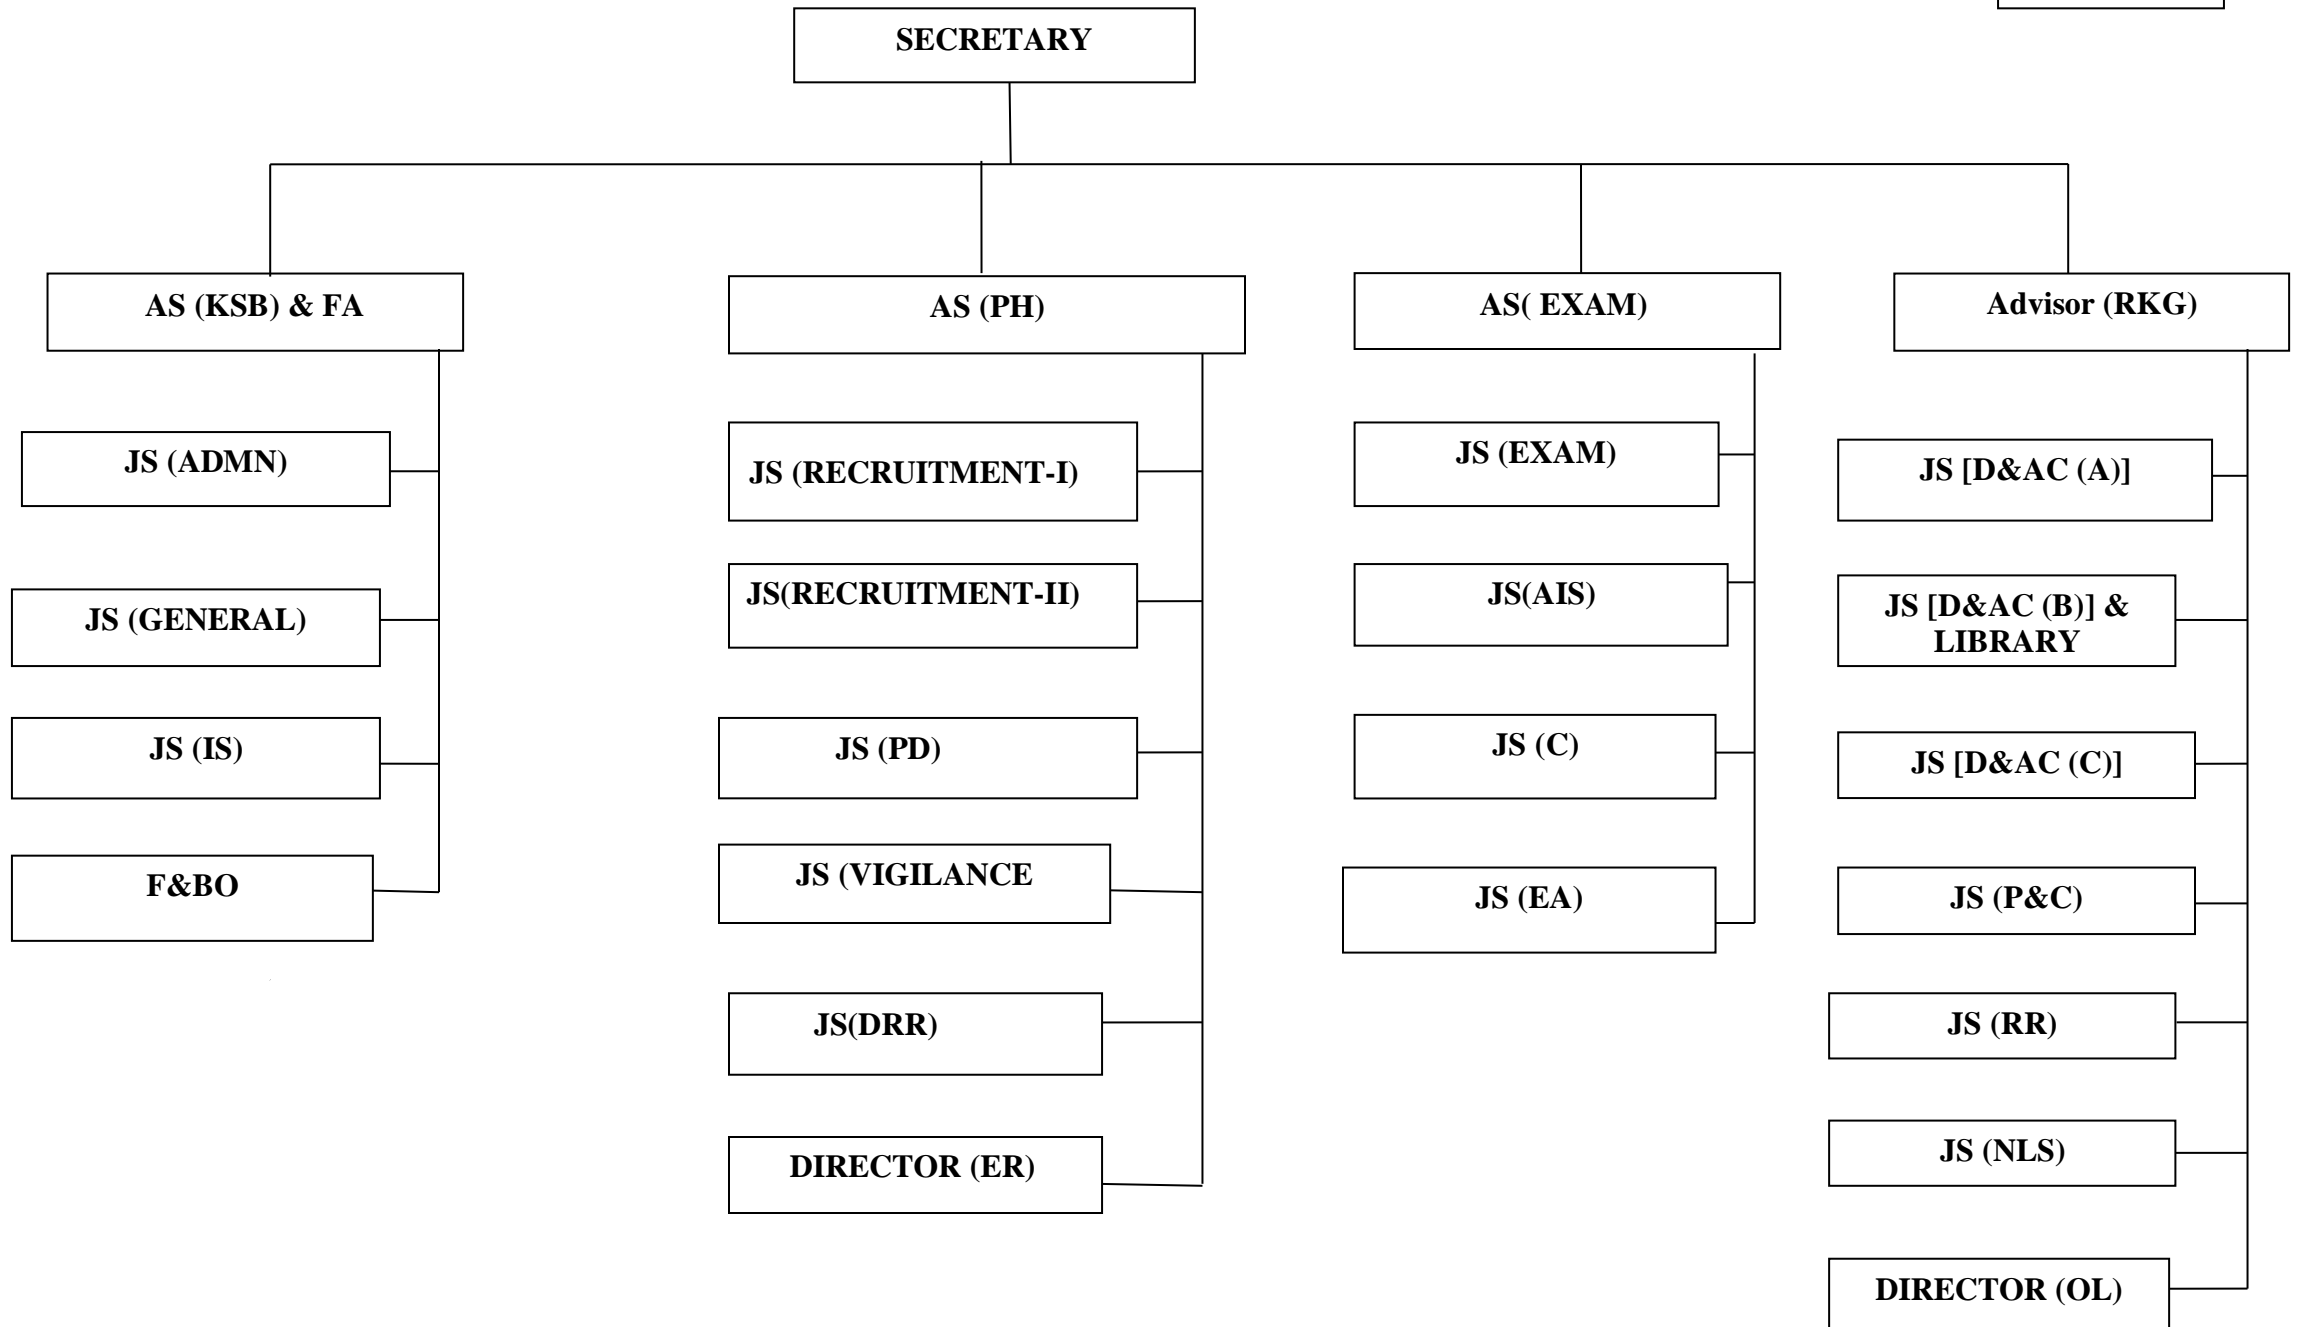 SECRETARY
AS (KSB) & FA
AS (PH)
AS( EXAM)
Advisor (RKG)
JS (ADMN)
JS (GENERAL)
JS (IS)
F&BO
JS (RECRUITMENT-I)
JS(RECRUITMENT-II)
JS (PD)
JS (VIGILANCE
JS(DRR)
DIRECTOR (ER)
JS (EXAM)
JS(AIS)
JS (C)
JS (EA)
JS [D&AC (A)]
JS [D&AC (B)] &
LIBRARY
JS [D&AC (C)]
JS (P&C)
JS (RR)
JS (NLS)
DIRECTOR (OL)